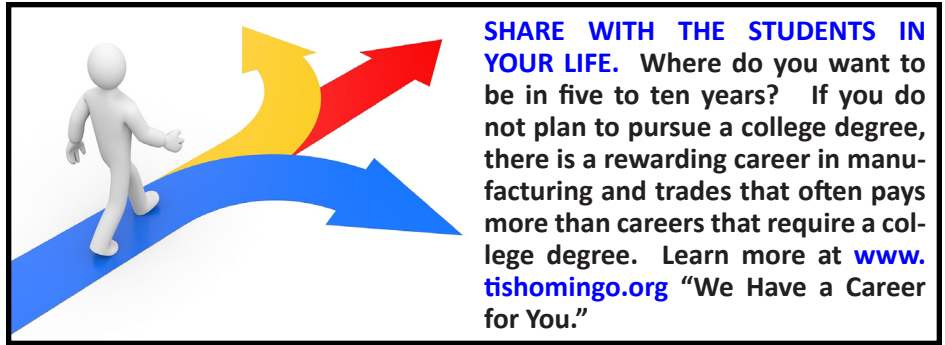 SHARE WITH THE STUDENTS IN
YOUR LIFE. Where do you want to
be in five to ten years? If you do
not plan to pursue a college degree,
there is a rewarding career in manu-
facturing and trades that often pays
more than careers that require a col-
lege degree. Learn more at www.
tishomingo.org “We Have a Career
for You.”